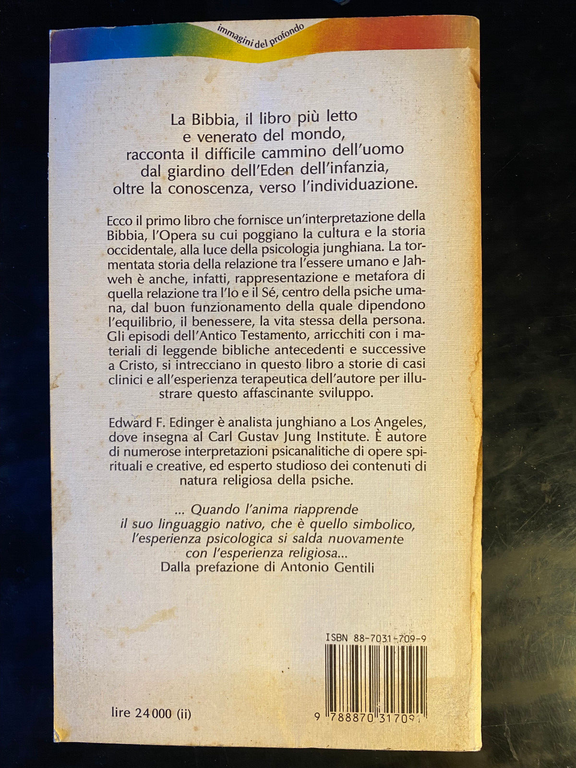 immagini del profondo
La Bibbia, il libro più letto
e venerato del mondo,
racconta il difficile cammino dell'uomo
dal giardino dell'Eden dell'infanzia,
oltre la conoscenza, verso l'individuazione.
Ecco il primo libro che fornisce un'interpretazione della
Bibbia, l'Opera su cui poggiano la cultura e la storia
occidentale, alla luce della psicologia junghiana. La tor-
mentata storia della relazione tra l'essere umano e Jah-
weh è anche, infatti, rappresentazione e metafora di
quella relazione tra l'Io e il Sé, centro della psiche uma-
na, dal buon funzionamento della quale dipendono
l'equilibrio, il benessere, la vita stessa della persona.
Gli episodi dell'Antico Testamento, arricchiti con i ma-
teriali di leggende bibliche antecedenti e successive
a Cristo, si intrecciano in questo libro a storie di casi
clinici e all'esperienza terapeutica dell'autore per illu-
strare questo affascinante sviluppo.
Edward F. Edinger è analista junghiano a Los Angeles,
dove insegna al Carl Gustav Jung Institute. È autore
di numerose interpretazioni psicanalitiche di opere spi-
rituali e creative, ed esperto studioso dei contenuti di
natura religiosa della psiche.
... Quando l'anima riapprende
il suo linguaggio nativo, che è quello simbolico,
l'esperienza psicologica si salda nuovamente
con l'esperienza religiosa...
Dalla prefazione di Antonio Gentili
ISBN 88-7031-709-9
lire 24000 (ii)
9 788870 317091